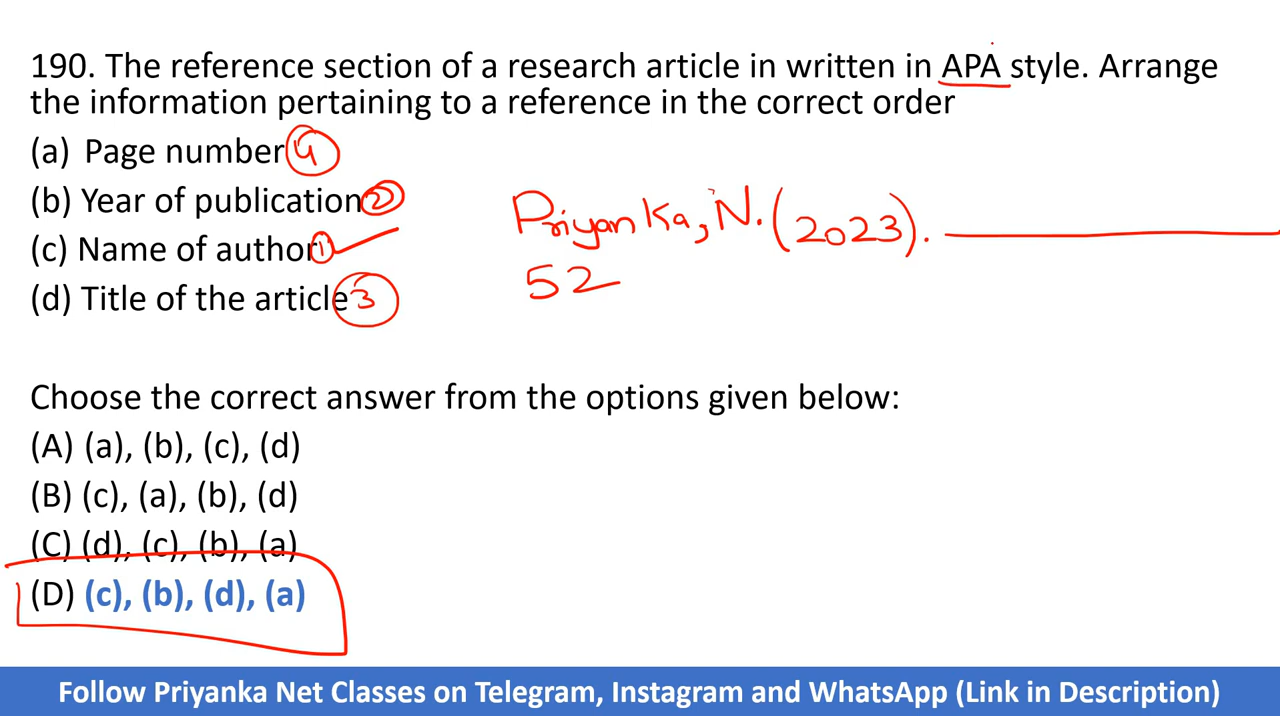 190. The reference section of a research article in written in APA style. Arrange
the information pertaining to a reference in the correct order
(a) Page number 4
(b) Year of publication 2
(c) Name of author 1
(d) Title of the article 3
Priyanka, N. (2023).
52
Choose the correct answer from the options given below:
(A) (a), (b), (c), (d)
(B) (c), (a), (b), (d)
(C) (d), (c), (b), (a)
(D) (c), (b), (d), (a)
Follow Priyanka Net Classes on Telegram, Instagram and WhatsApp (Link in Description)